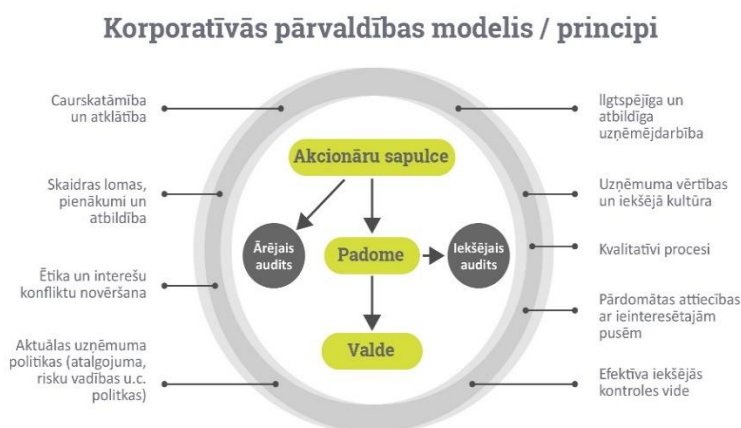 Korporatīvās pārvaldības modelis / principi
Caurskatāmība
un atklātība
Skaidras lomas,
pienākumi un
atbildība
Ētika un interešu
konfliktu novēršana
Aktuālas uzņēmuma
politikas (atalgojuma,
risku vadības u.c.
politkas)
Akcionāru sapulce
Ārējais
audits
Padome
Iekšējais
audits
Valde
Ilgtspējīga un
atbildīga
uzņēmējdarbība
Uzņēmuma vērtības
un iekšējā kultūra
Kvalitatīvi procesi
Pārdomātas attiecības
ar ieinteresētajām
pusēm
Efektīva iekšējās
kontroles vide